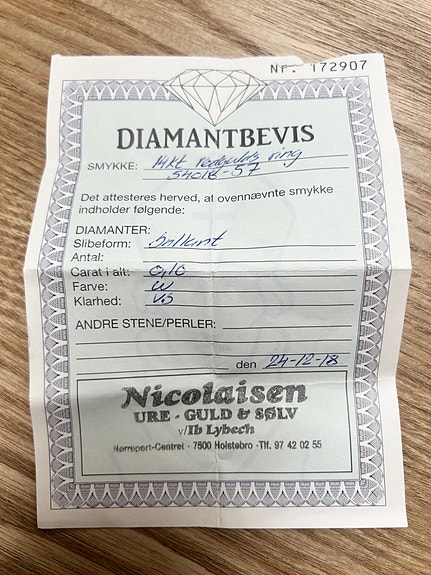 Nr. 172907
DIAMANTBEVIS
SMYKKE: 14kt rødgulds ring
54016-57
Det attesteres herved, at ovennævnte smykke
indholder følgende:
DIAMANTER:
Slibeform: brillant
Antal:
Carat i alt: 0,10
Farve: W
Klarhed: VS
ANDRE STENE/PERLER:
den 24-12-18
Nicolaisen
URE - GULD & SØLV
v/Ib Lybech
Nørreport-Centret · 7500 Holstebro · Tlf. 97 42 02 55